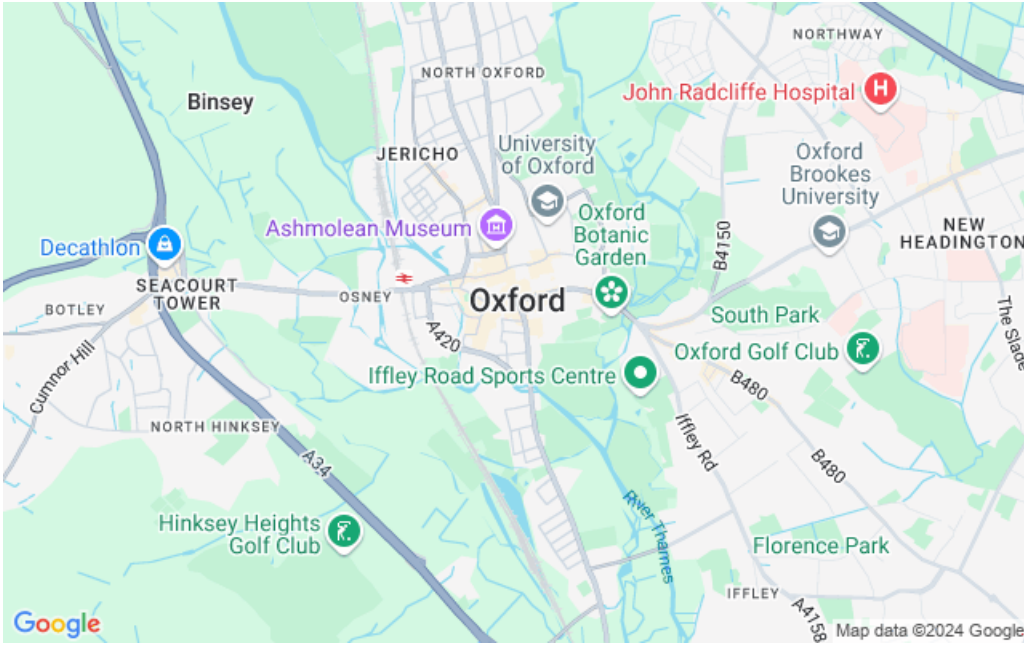 NORTHWAY
NORTH OXFORD
John Radcliffe Hospital
H
Binsey
University
of Oxford
JERICHO
Oxford
Brookes
University
Ashmolean Museum
Oxford
Botanic
Garden
B4150
NEW
HEADINGTON
Decathlon
SEACOURT
TOWER
OSNEY
Oxford
BOTLEY
South Park
The Slade
A420
Oxford Golf Club
Cumnor Hill
Iffley Road Sports Centre
B480
NORTH HINKSEY
Iffley Rd
A34
B480
River Thames
Hinksey Heights
Golf Club
Florence Park
IFFLEY
A4158
Google
Map data ©2024 Google